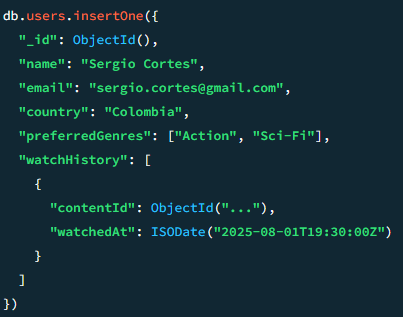 db.users.insertOne({
  "_id": ObjectId(),
  "name": "Sergio Cortes",
  "email": "sergio.cortes@gmail.com",
  "country": "Colombia",
  "preferredGenres": ["Action", "Sci-Fi"],
  "watchHistory": [
    {
      "contentId": ObjectId("..."),
      "watchedAt": ISODate("2025-08-01T19:30:00Z")
    }
  ]
})